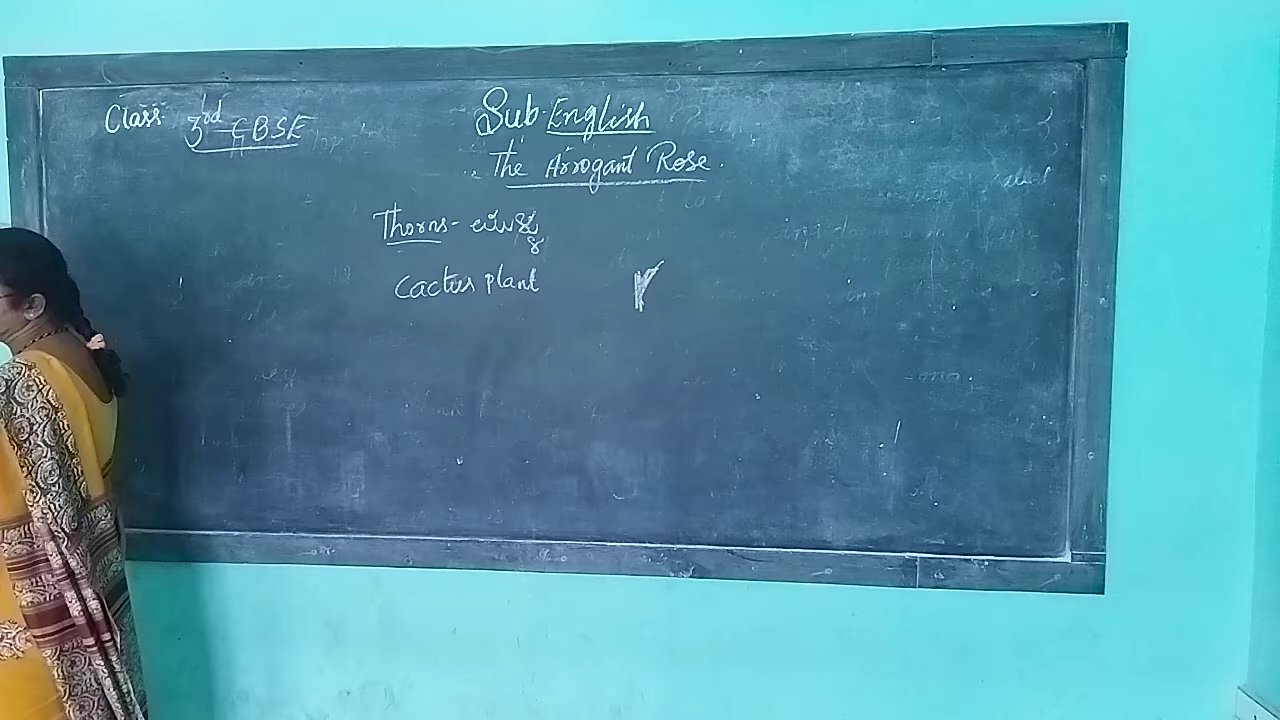 Class: 3rd CBSE
Sub: English
The Arrogant Rose.
Thorns -
Cactus plant